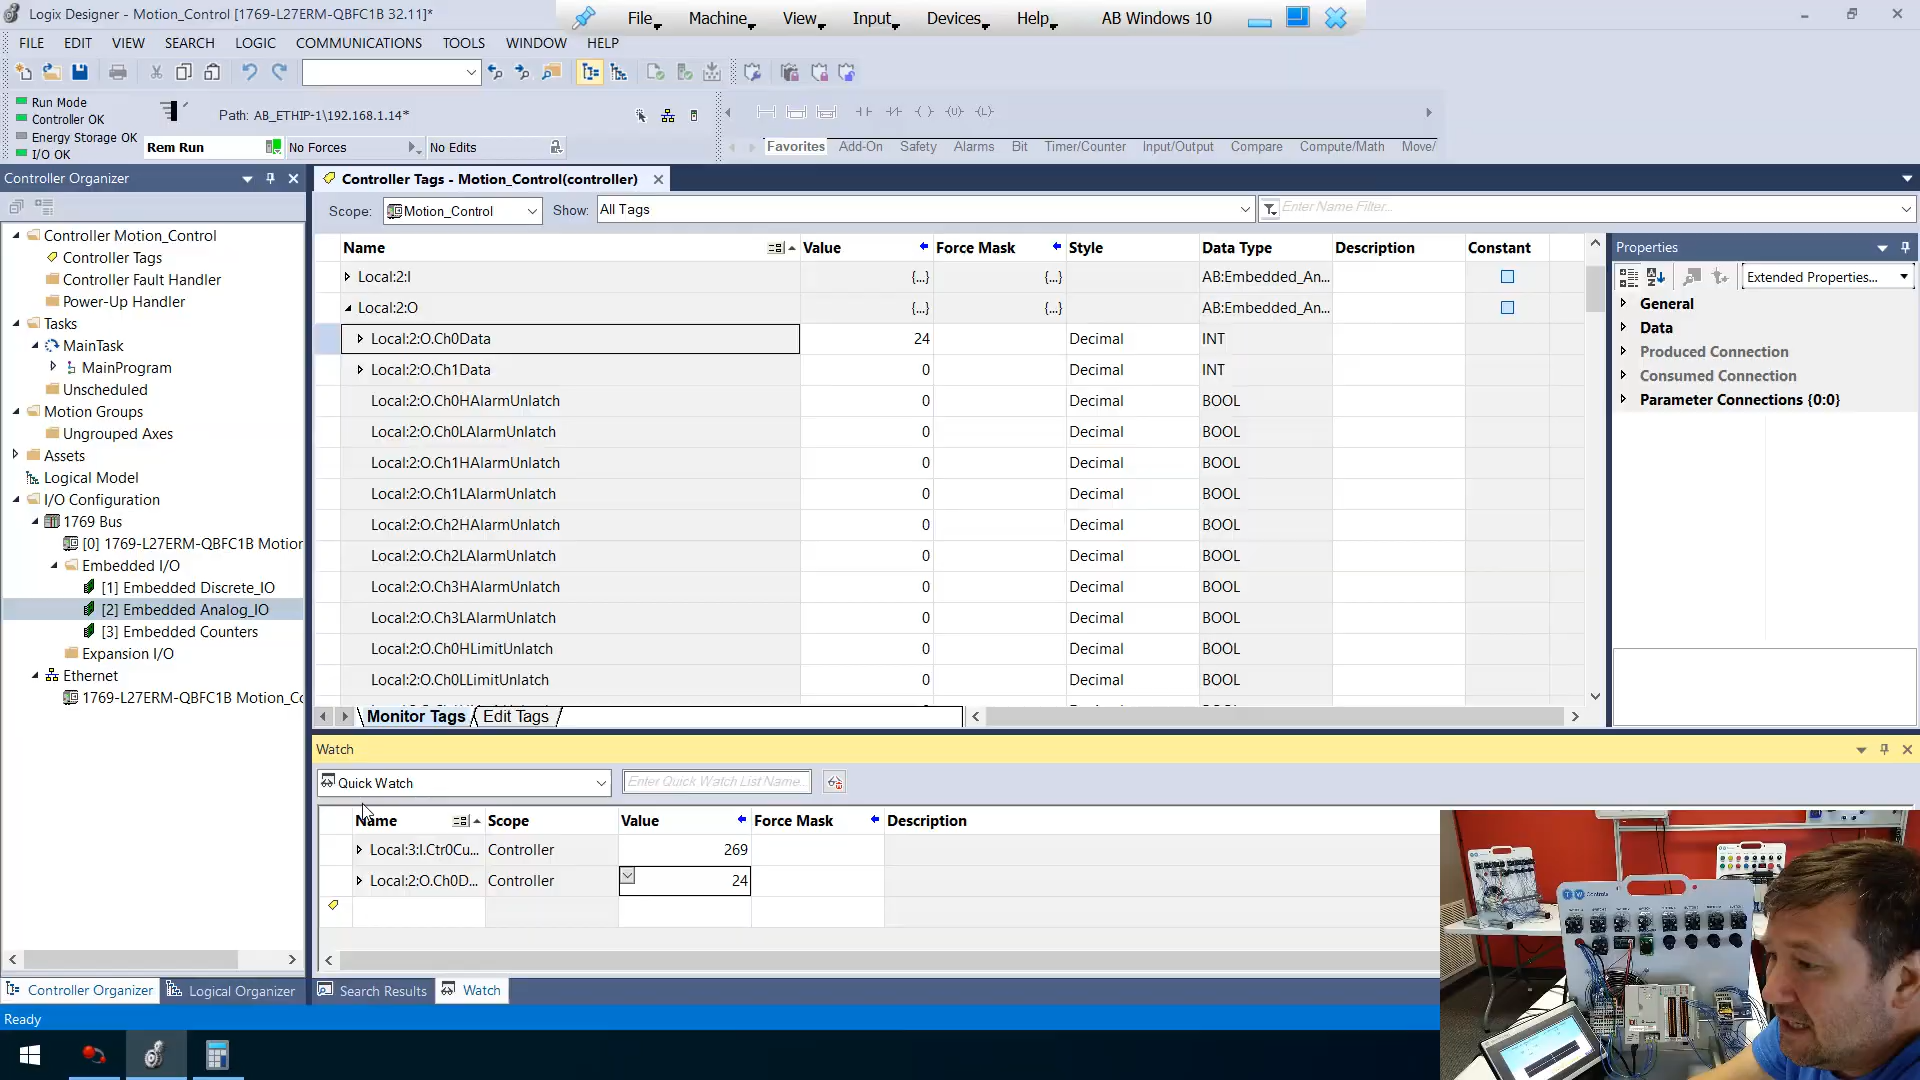 Logix Designer - Motion_Control [1769-L27ERM-QBFC1B 32.11]*
File Machine View Input Devices Help AB Windows 10
FILE EDIT VIEW SEARCH LOGIC COMMUNICATIONS TOOLS WINDOW HELP
Run Mode
Controller OK
Energy Storage OK
I/O OK
Path: AB_ETHIP-1\192.168.1.14*
Rem Run No Forces No Edits
Favorites Add-On Safety Alarms Bit Timer/Counter Input/Output Compare Compute/Math Move/
Controller Organizer
Controller Motion_Control
Controller Tags
Controller Fault Handler
Power-Up Handler
Tasks
MainTask
MainProgram
Unscheduled
Motion Groups
Ungrouped Axes
Assets
Logical Model
I/O Configuration
1769 Bus
[0] 1769-L27ERM-QBFC1B Motion
Embedded I/O
[1] Embedded Discrete_IO
[2] Embedded Analog_IO
[3] Embedded Counters
Expansion I/O
Ethernet
1769-L27ERM-QBFC1B Motion_Co
Controller Organizer Logical Organizer
Controller Tags - Motion_Control(controller)
Scope: Motion_Control Show: All Tags Enter Name Filter...
Name Value Force Mask Style Data Type Description Constant
Local:2:I {...} {...} AB:Embedded_An...
Local:2:O {...} {...} AB:Embedded_An...
Local:2:O.Ch0Data 24 Decimal INT
Local:2:O.Ch1Data 0 Decimal INT
Local:2:O.Ch0HAlarmUnlatch 0 Decimal BOOL
Local:2:O.Ch0LAlarmUnlatch 0 Decimal BOOL
Local:2:O.Ch1HAlarmUnlatch 0 Decimal BOOL
Local:2:O.Ch1LAlarmUnlatch 0 Decimal BOOL
Local:2:O.Ch2HAlarmUnlatch 0 Decimal BOOL
Local:2:O.Ch2LAlarmUnlatch 0 Decimal BOOL
Local:2:O.Ch3HAlarmUnlatch 0 Decimal BOOL
Local:2:O.Ch3LAlarmUnlatch 0 Decimal BOOL
Local:2:O.Ch0HLimitUnlatch 0 Decimal BOOL
Local:2:O.Ch0LLimitUnlatch 0 Decimal BOOL
Monitor Tags Edit Tags
Properties
Extended Properties...
General
Data
Produced Connection
Consumed Connection
Parameter Connections {0:0}
Watch
Quick Watch Enter Quick Watch List Name...
Name Scope Value Force Mask Description
Local:3:I.Ctr0Cu... Controller 269
Local:2:O.Ch0D... Controller 24
Search Results Watch
Ready